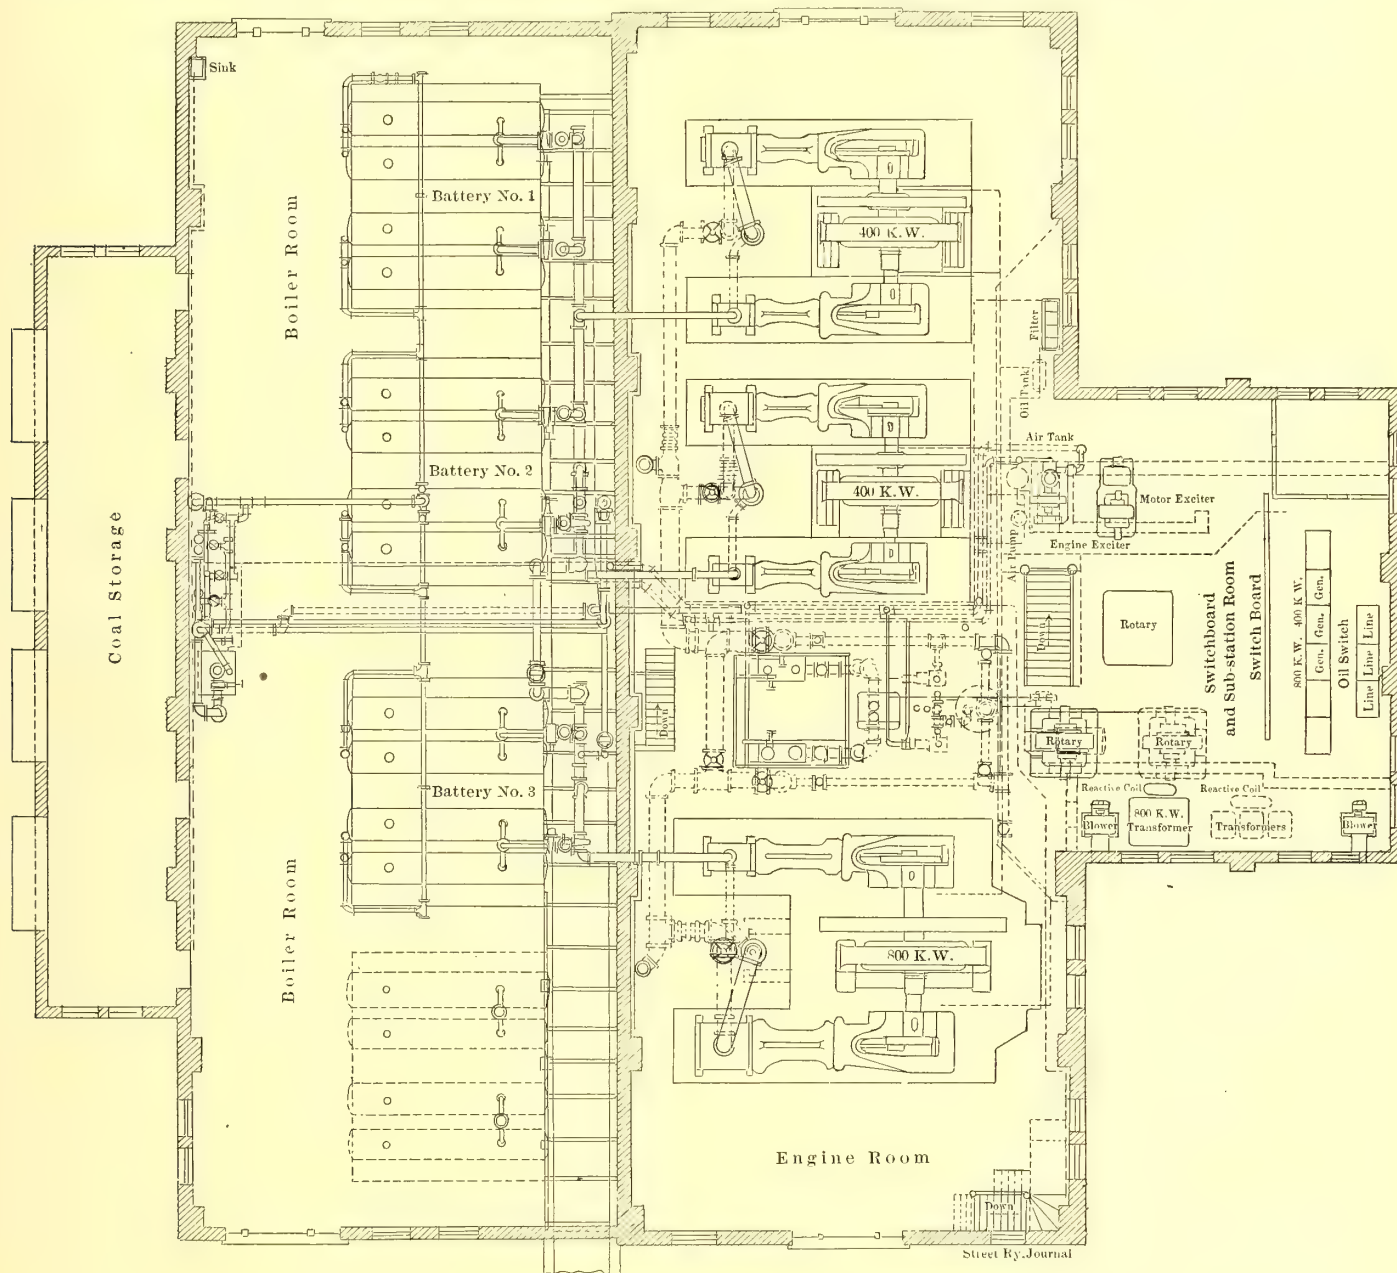 Sink
Boiler Room
Battery No. 1
400 K.W.
Filter
Oil Tank
Battery No. 2
400 K.W.
Air Tank
Motor Exciter
Engine Exciter
Air Pump
Coal Storage
Down
Down
Rotary
Switchboard
and Sub-station Room
Switch Board
800 K.W. 400 K.W.
Gen. Gen. Gen.
Oil Switch
Line Line Line
Rotary
Rotary
Reactive Coil
Reactive Coil
Battery No. 3
Blower
800 K.W.
Transformer
Transformers
Blower
Boiler Room
800 K.W.
Engine Room
Down
Street Ry. Journal